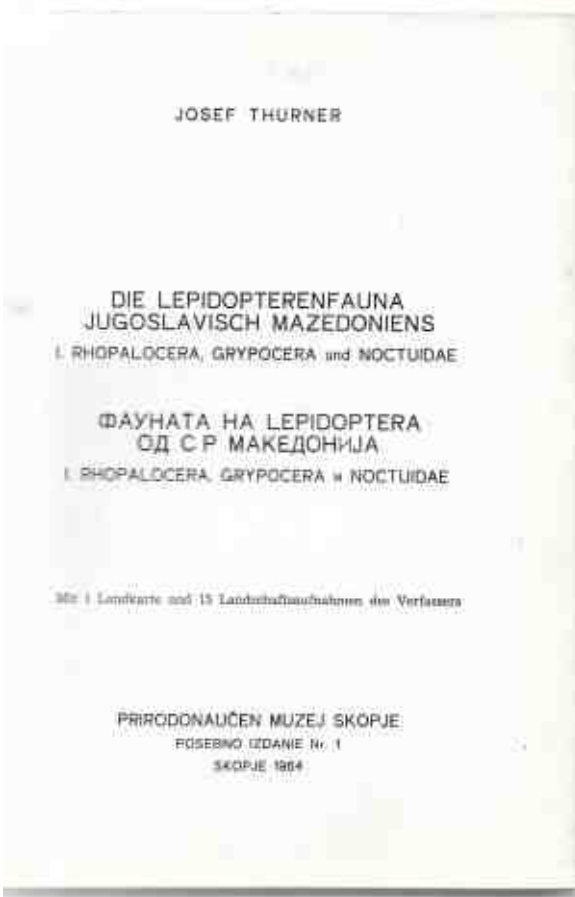 JOSEF THURNER
DIE LEPIDOPTERENFAUNA
JUGOSLAVISCH MAZEDONIENS
I. RHOPALOCERA, GRYPOCERA und NOCTUIDAE
ФАУНАТА НА LEPIDOPTERA
ОД С Р МАКЕДОНИЈА
I. RHOPALOCERA, GRYPOCERA и NOCTUIDAE
Mit 1 Landkarte und 15 Landschaftsaufnahmen des Verfassers
PRIRODONAUČEN MUZEJ SKOPJE
POSEBNO IZDANIE Nr. 1
SKOPJE 1964